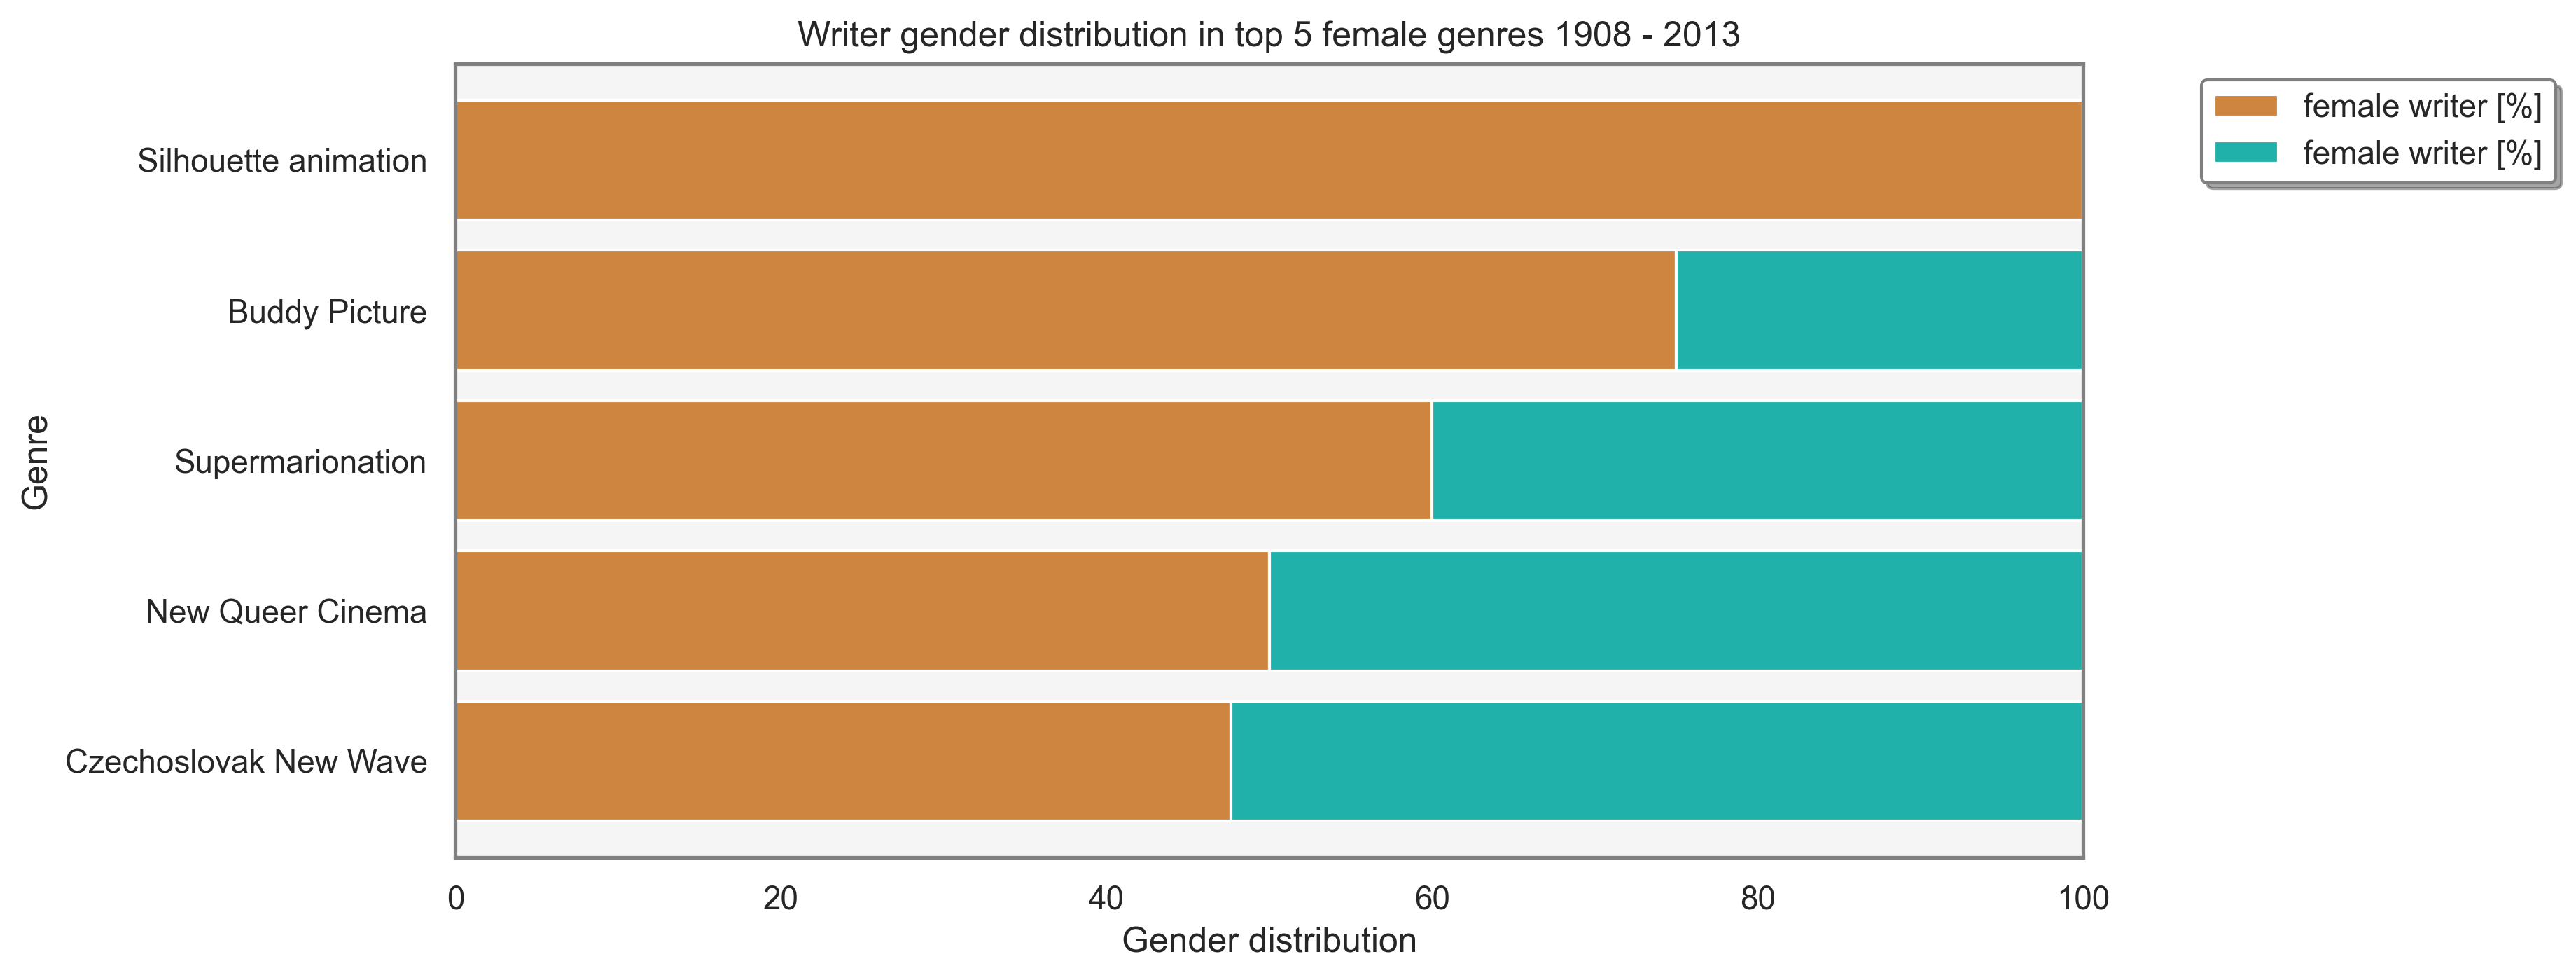 Writer gender distribution in top 5 female genres 1908 - 2013
female writer [%]
female writer [%]
Genre
Silhouette animation
Buddy Picture
Supermarionation
New Queer Cinema
Czechoslovak New Wave
0 20 40 60 80 100
Gender distribution